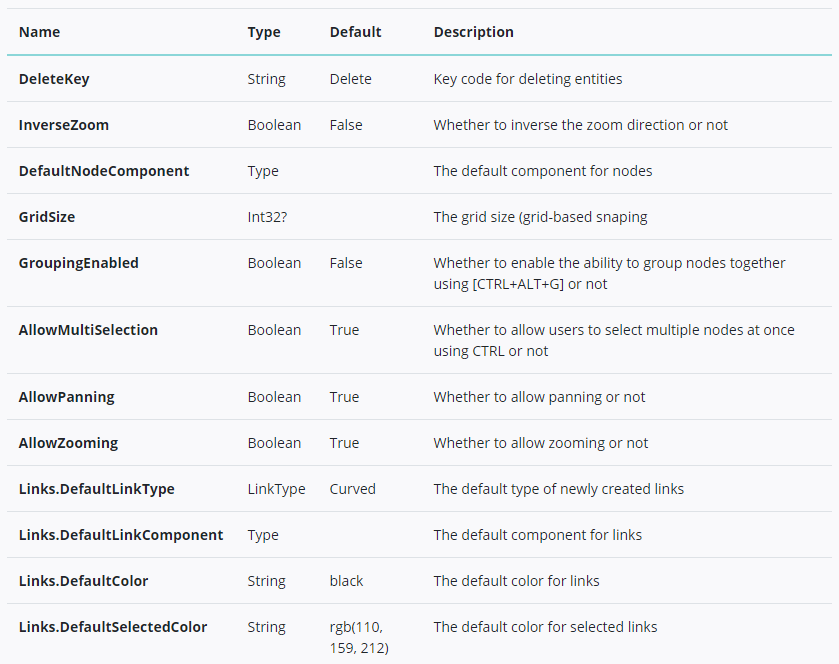 Name Type Default Description
DeleteKey String Delete Key code for deleting entities
InverseZoom Boolean False Whether to inverse the zoom direction or not
DefaultNodeComponent Type The default component for nodes
GridSize Int32? The grid size (grid-based snaping
GroupingEnabled Boolean False Whether to enable the ability to group nodes together
using [CTRL+ALT+G] or not
AllowMultiSelection Boolean True Whether to allow users to select multiple nodes at once
using CTRL or not
AllowPanning Boolean True Whether to allow panning or not
AllowZooming Boolean True Whether to allow zooming or not
Links.DefaultLinkType LinkType Curved The default type of newly created links
Links.DefaultLinkComponent Type The default component for links
Links.DefaultColor String black The default color for links
Links.DefaultSelectedColor String rgb(110, The default color for selected links
159, 212)